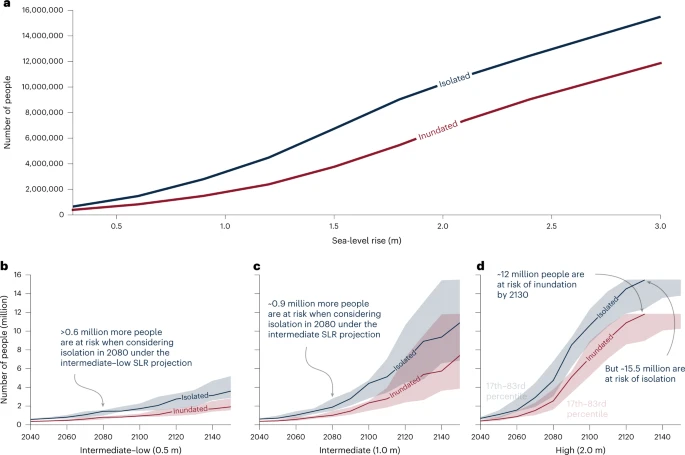 a
16,000,000
14,000,000
12,000,000
10,000,000
8,000,000
6,000,000
4,000,000
2,000,000
0
Number of people
Isolated
Inundated
0.5
1.0
1.5
2.0
2.5
3.0
Sea-level rise (m)
b
16
14
12
10
8
6
4
2
0
Number of people (million)
>0.6 million more people
are at risk when considering
isolation in 2080 under the
intermediate–low SLR projection
Isolated
Inundated
2040
2060
2080
2100
2120
2140
Intermediate–low (0.5 m)
c
~0.9 million more people
are at risk when considering
isolation in 2080 under the
intermediate SLR projection
Isolated
Inundated
2040
2060
2080
2100
2120
2140
Intermediate (1.0 m)
d
~12 million people are
at risk of inundation
by 2130
Isolated
Inundated
But ~15.5 million are
at risk of isolation
17th–83rd
percentile
17th–83rd
percentile
2040
2060
2080
2100
2120
2140
High (2.0 m)